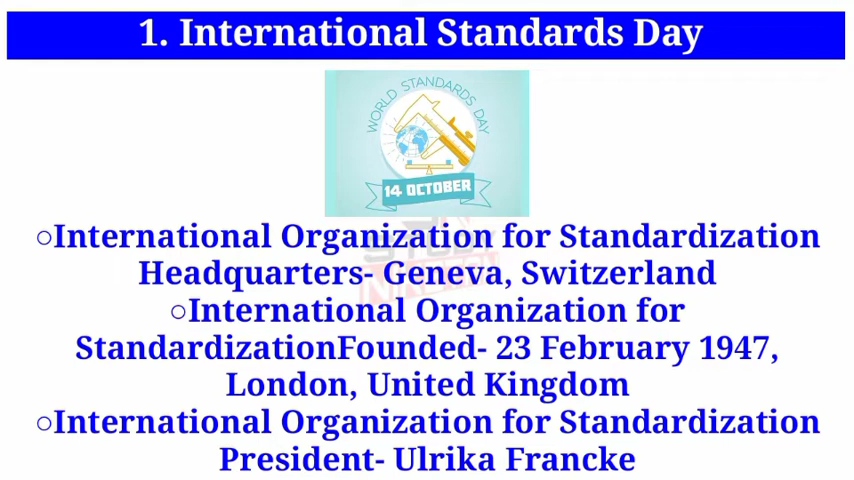 1. International Standards Day
WORLD STANDARDS DAY
14 OCTOBER
○International Organization for Standardization
Headquarters- Geneva, Switzerland
○International Organization for
StandardizationFounded- 23 February 1947,
London, United Kingdom
○International Organization for Standardization
President- Ulrika Francke